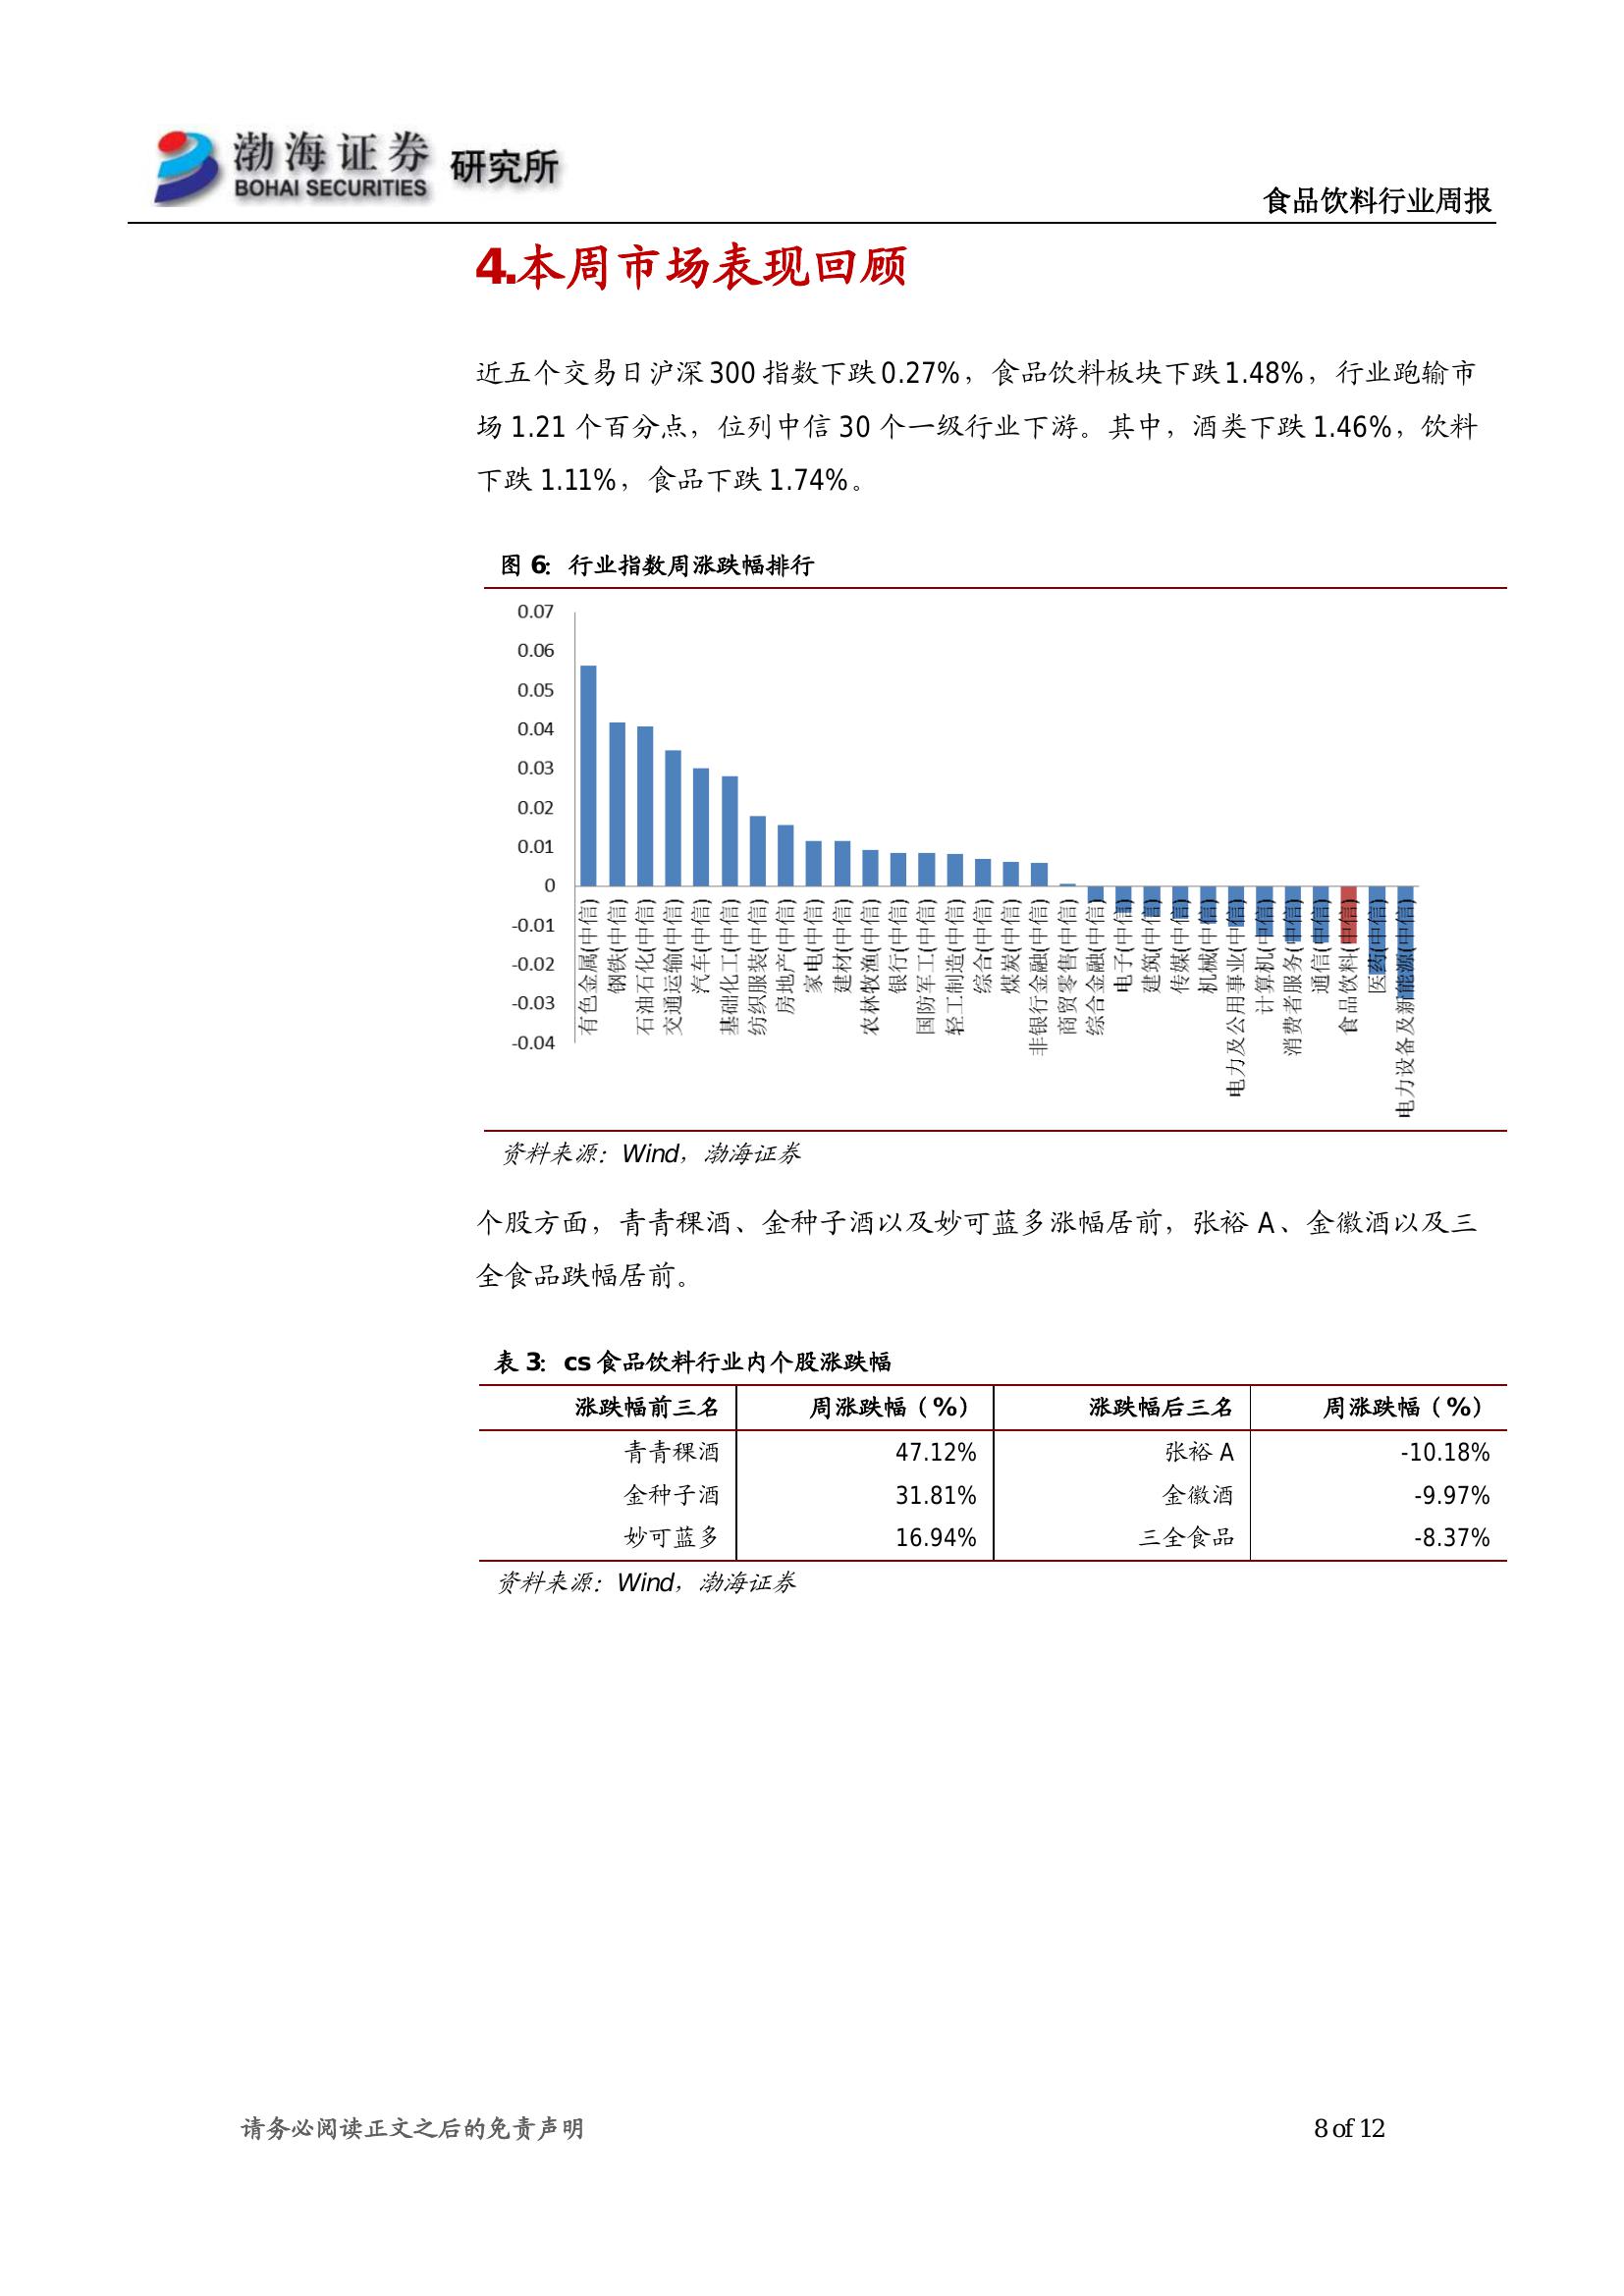 渤海证券 研究所
BOHAI SECURITIES
食品饮料行业周报
4.本周市场表现回顾
近五个交易日沪深 300 指数下跌 0.27%，食品饮料板块下跌 1.48%，行业跑输市
场 1.21 个百分点，位列中信 30 个一级行业下游。其中，酒类下跌 1.46%，饮料
下跌 1.11%，食品下跌 1.74%。
图 6：行业指数周涨跌幅排行
0.07
0.06
0.05
0.04
0.03
0.02
0.01
0
-0.01
-0.02
-0.03
-0.04
有色金属(中信)
钢铁(中信)
石油石化(中信)
交通运输(中信)
汽车(中信)
基础化工(中信)
纺织服装(中信)
房地产(中信)
家电(中信)
建材(中信)
农林牧渔(中信)
银行(中信)
国防军工(中信)
轻工制造(中信)
综合(中信)
煤炭(中信)
非银行金融(中信)
商贸零售(中信)
综合金融(中信)
电子(中信)
建筑(中信)
传媒(中信)
机械(中信)
电力及公用事业(中信)
计算机(中信)
消费者服务(中信)
通信(中信)
食品饮料(中信)
医药(中信)
电力设备及新能源(中信)
资料来源：Wind，渤海证券
个股方面，青青稞酒、金种子酒以及妙可蓝多涨幅居前，张裕 A、金徽酒以及三
全食品跌幅居前。
表 3：cs 食品饮料行业内个股涨跌幅
涨跌幅前三名 周涨跌幅（%） 涨跌幅后三名 周涨跌幅（%）
青青稞酒 47.12% 张裕 A -10.18%
金种子酒 31.81% 金徽酒 -9.97%
妙可蓝多 16.94% 三全食品 -8.37%
资料来源：Wind，渤海证券
请务必阅读正文之后的免责声明 8 of 12